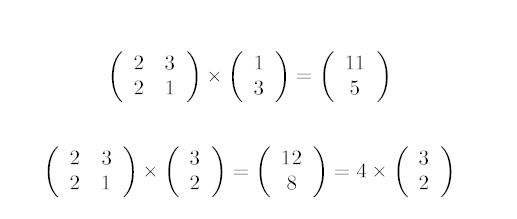 ( 2 3 ; 2 1 ) × ( 1 ; 3 ) = ( 11 ; 5 )
( 2 3 ; 2 1 ) × ( 3 ; 2 ) = ( 12 ; 8 ) = 4 × ( 3 ; 2 )